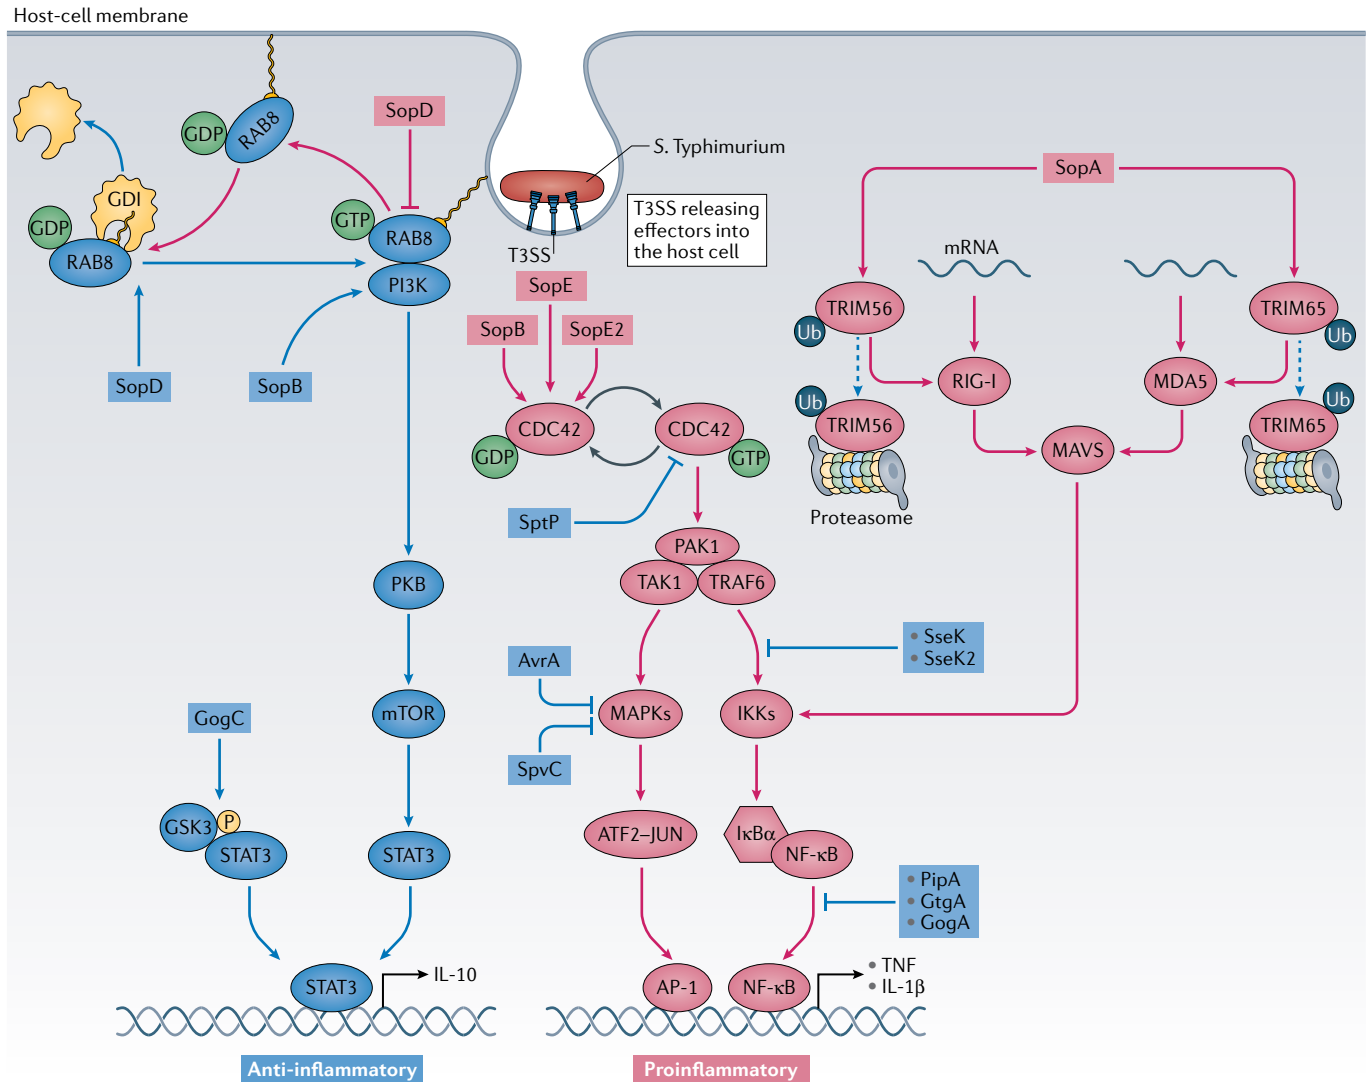 Host-cell membrane
GDP
RAB8
SopD
GTP
RAB8
PI3K
GDI
GDP
RAB8
SopD
SopB
S. Typhimurium
T3SS
T3SS releasing
effectors into
the host cell
SopE
SopB
SopE2
CDC42
GDP
CDC42
GTP
SptP
SopA
mRNA
TRIM56
Ub
TRIM65
Ub
RIG-I
MDA5
Ub
TRIM56
Proteasome
MAVS
Ub
TRIM65
PAK1
TAK1
TRAF6
PKB
• SseK
• SseK2
AvrA
mTOR
MAPKs
IKKs
GogC
SpvC
GSK3
P
STAT3
STAT3
ATF2–JUN
IκBα
NF-κB
• PipA
• GtgA
• GogA
STAT3
IL-10
AP-1
NF-κB
• TNF
• IL-1β
Anti-inflammatory
Proinflammatory